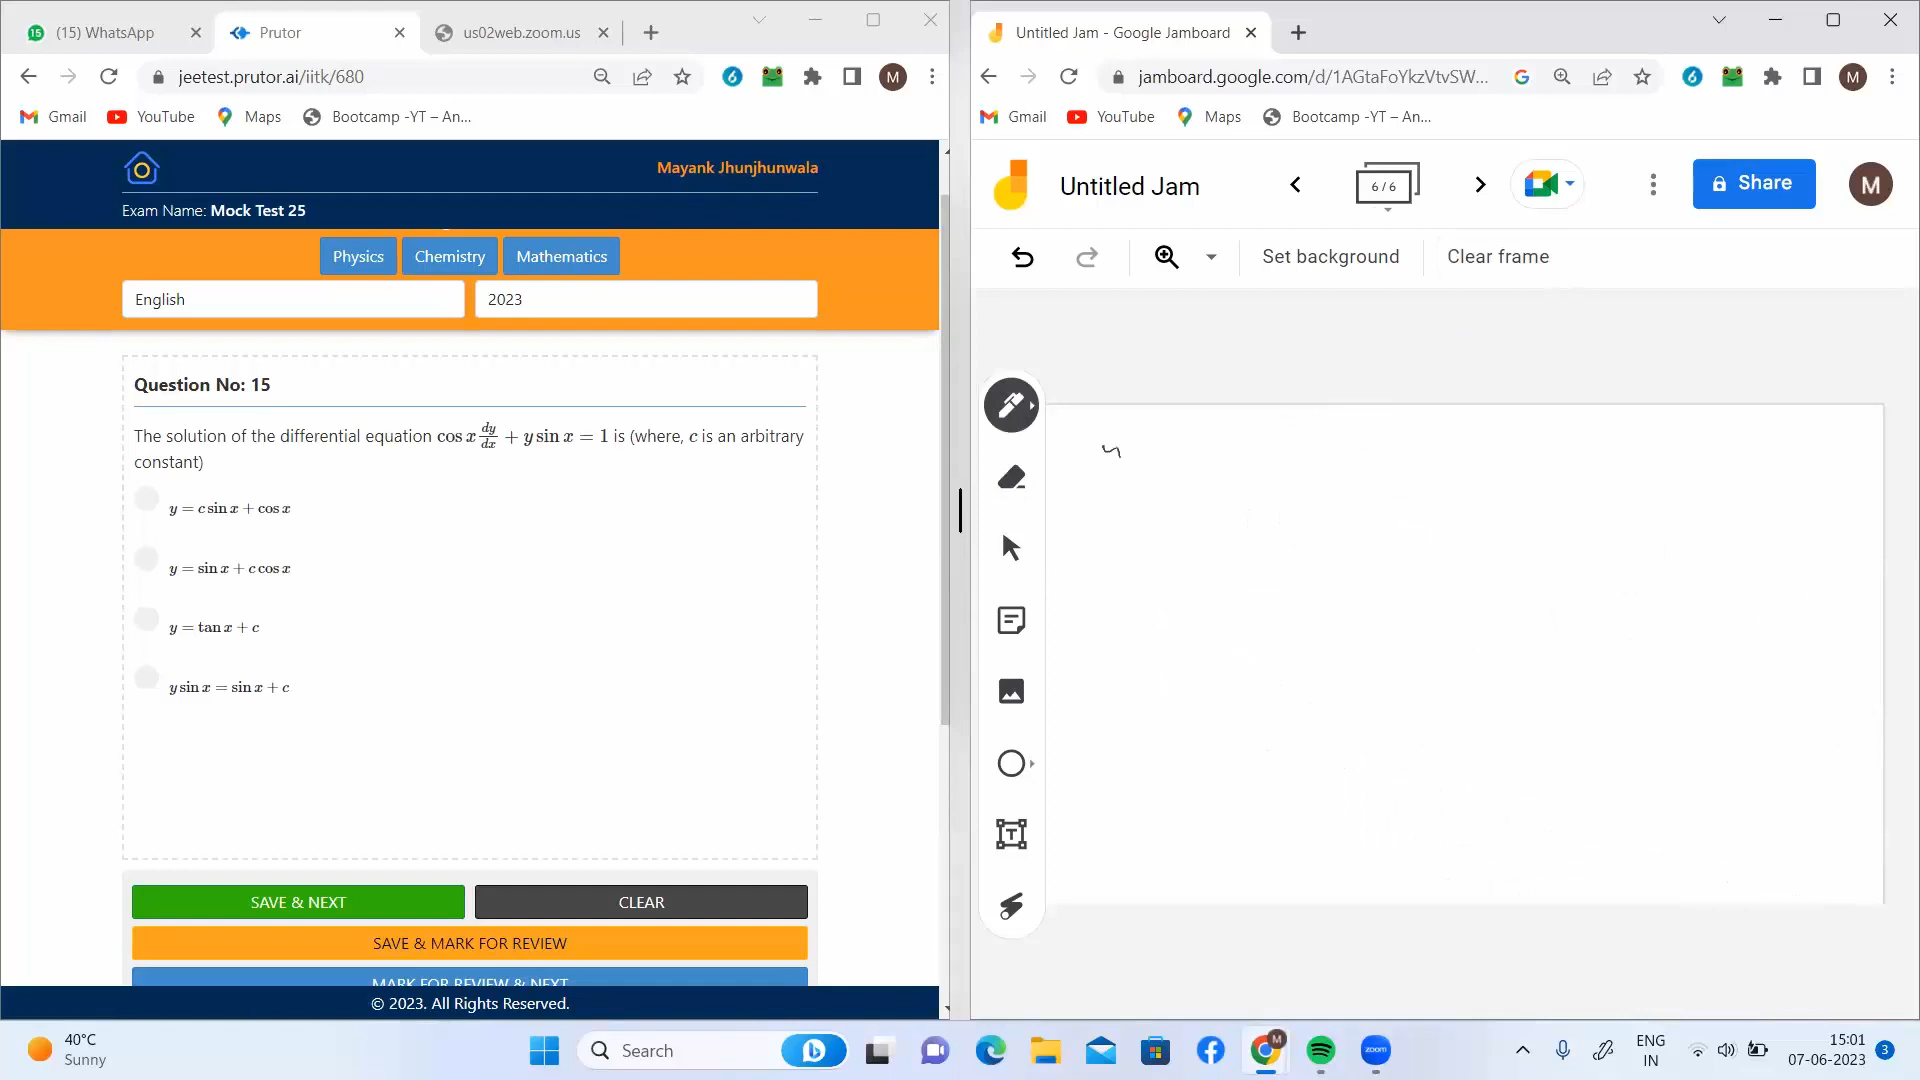 (15) WhatsApp
Prutor
us02web.zoom.us
jeetest.prutor.ai/iitk/680
M
Gmail
YouTube
Maps
Bootcamp -YT – An...
Mayank Jhunjhunwala
Exam Name: Mock Test 25
Physics
Chemistry
Mathematics
English
2023
Question No: 15
The solution of the differential equation cos x dy/dx + y sin x = 1 is (where, c is an arbitrary
constant)
y = c sin x + cos x
y = sin x + c cos x
y = tan x + c
y sin x = sin x + c
SAVE & NEXT
CLEAR
SAVE & MARK FOR REVIEW
MARK FOR REVIEW & NEXT
© 2023. All Rights Reserved.
Untitled Jam - Google Jamboard
jamboard.google.com/d/1AGtaFoYkzVtvSW...
M
Gmail
YouTube
Maps
Bootcamp -YT – An...
Untitled Jam
6 / 6
Share
M
Set background
Clear frame
40°C
Sunny
Search
zoom
ENG
IN
15:01
07-06-2023
3